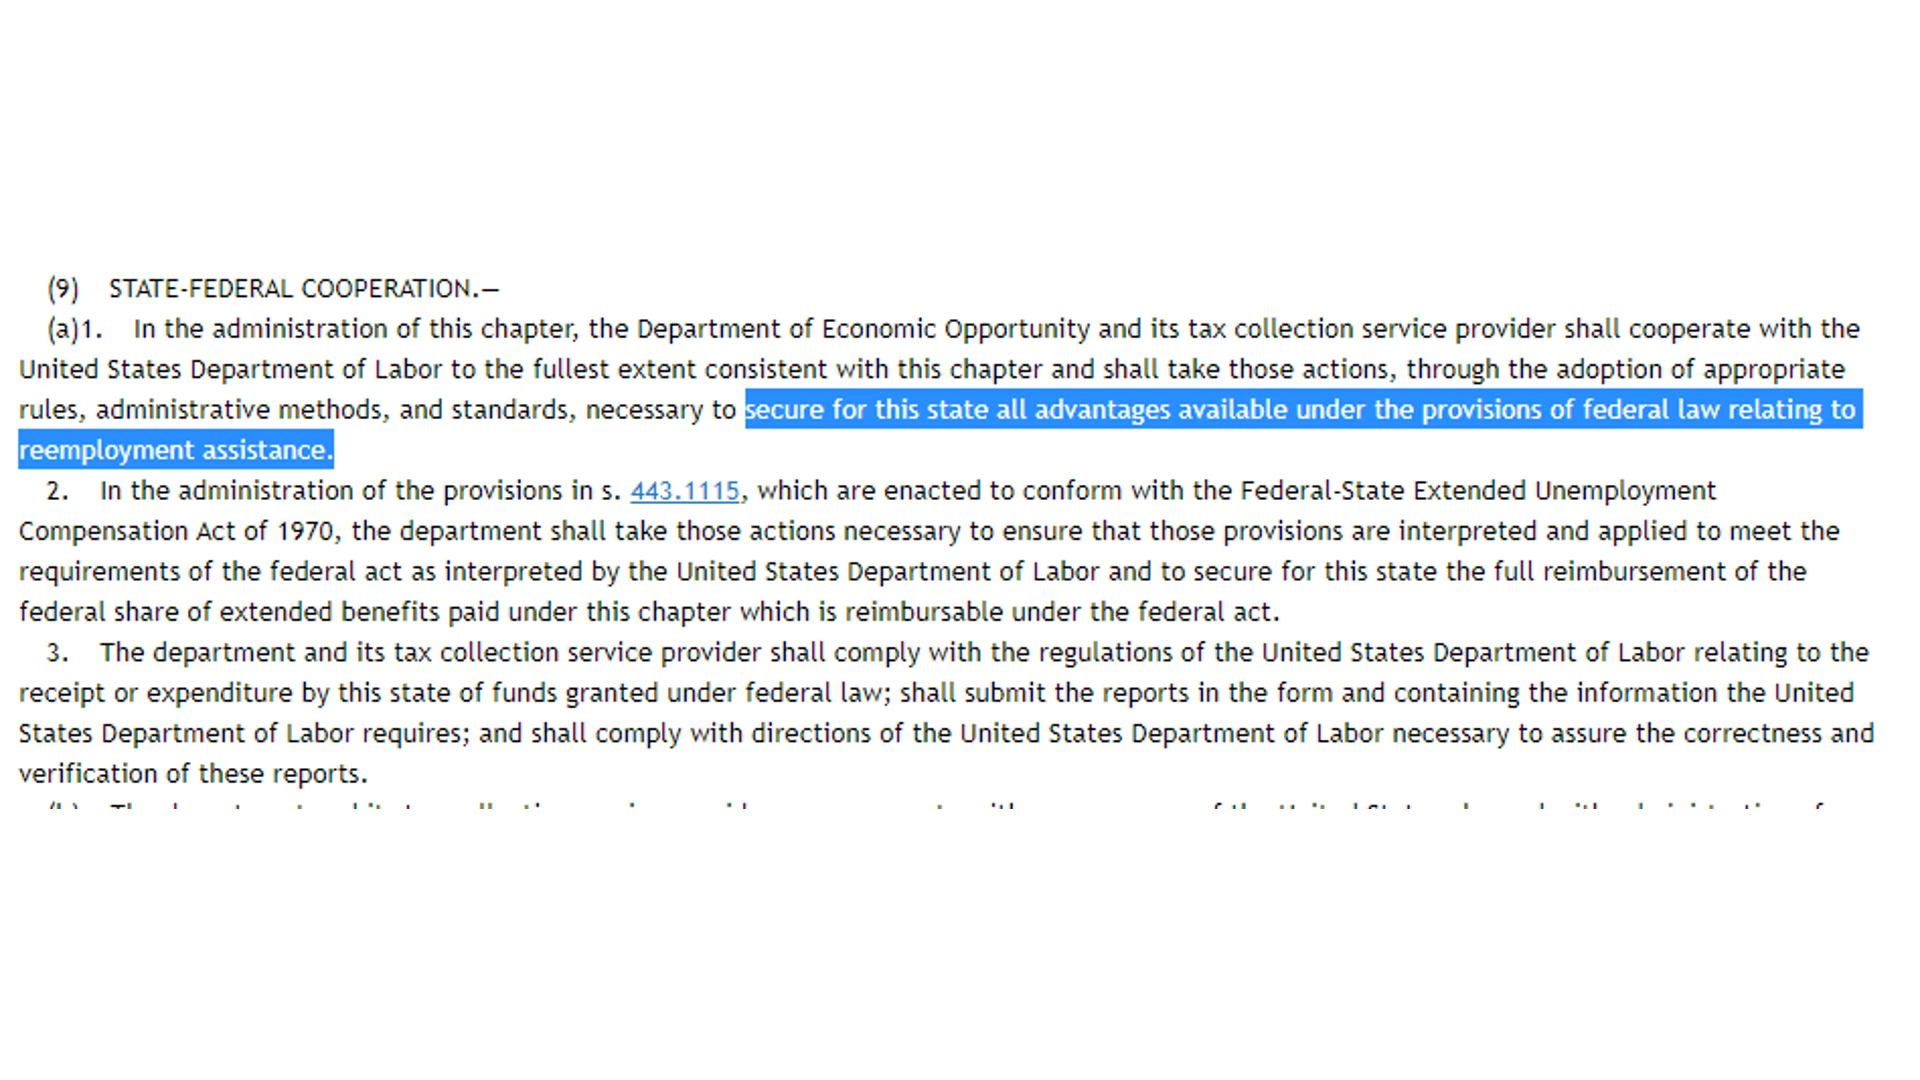 (9) STATE-FEDERAL COOPERATION.—
(a)1. In the administration of this chapter, the Department of Economic Opportunity and its tax collection service provider shall cooperate with the
United States Department of Labor to the fullest extent consistent with this chapter and shall take those actions, through the adoption of appropriate
rules, administrative methods, and standards, necessary to secure for this state all advantages available under the provisions of federal law relating to
reemployment assistance.
2. In the administration of the provisions in s. 443.1115, which are enacted to conform with the Federal-State Extended Unemployment
Compensation Act of 1970, the department shall take those actions necessary to ensure that those provisions are interpreted and applied to meet the
requirements of the federal act as interpreted by the United States Department of Labor and to secure for this state the full reimbursement of the
federal share of extended benefits paid under this chapter which is reimbursable under the federal act.
3. The department and its tax collection service provider shall comply with the regulations of the United States Department of Labor relating to the
receipt or expenditure by this state of funds granted under federal law; shall submit the reports in the form and containing the information the United
States Department of Labor requires; and shall comply with directions of the United States Department of Labor necessary to assure the correctness and
verification of these reports.